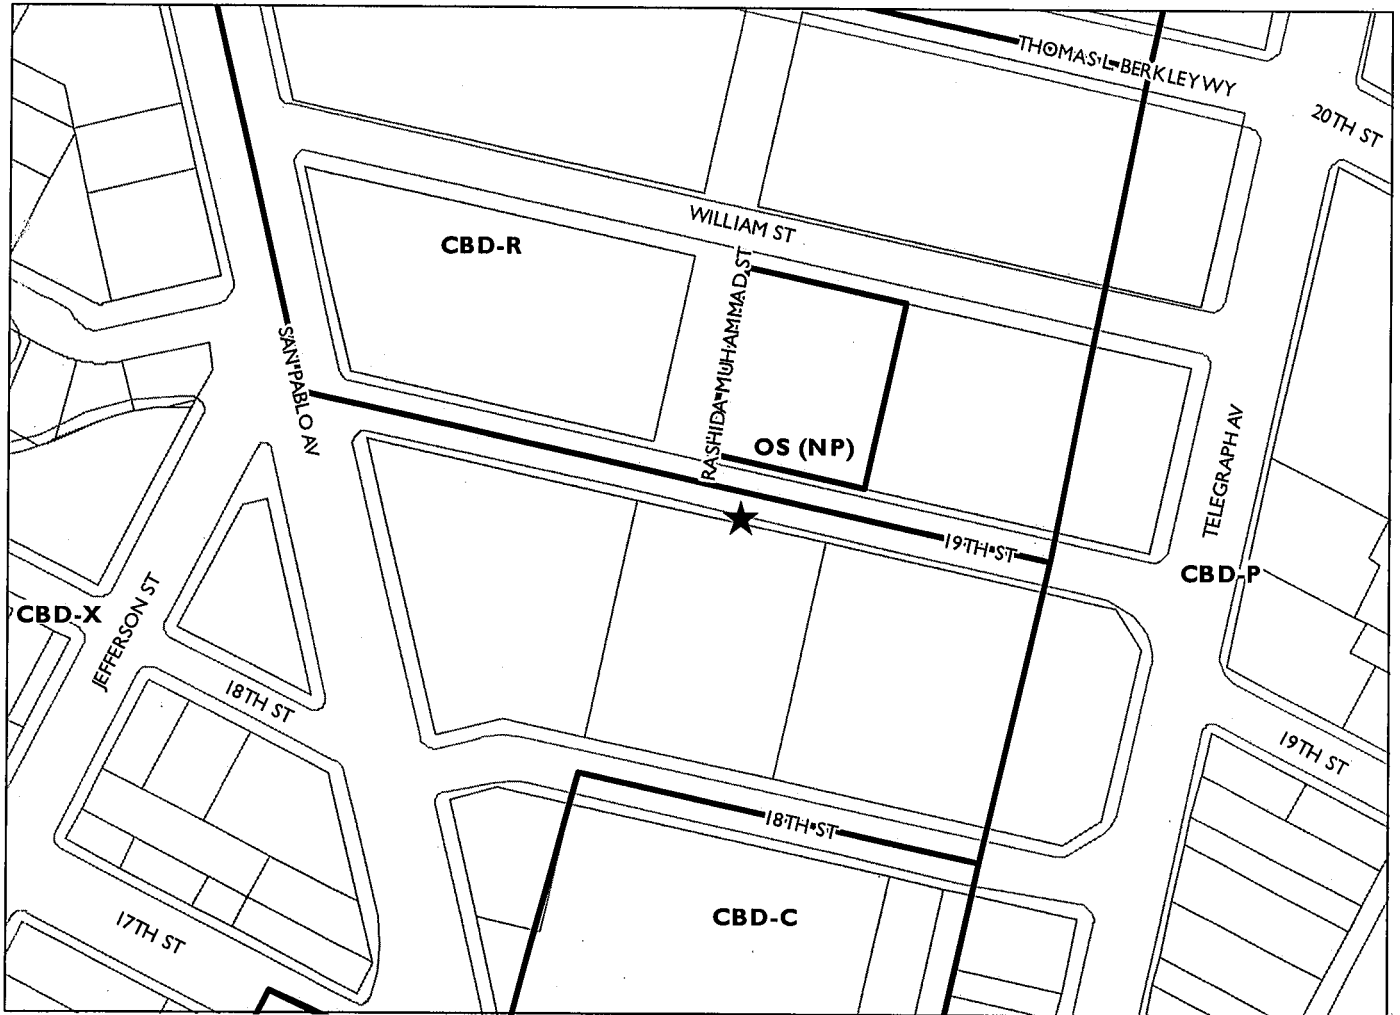 THOMAS L BERKLEY WY
20TH ST
WILLIAM ST
CBD-R
RASHIDA MUHAMMAD ST
SAN PABLO AV
OS (NP)
TELEGRAPH AV
19TH ST
CBD-P
CBD-X
JEFFERSON ST
18TH ST
19TH ST
18TH ST
CBD-C
17TH ST